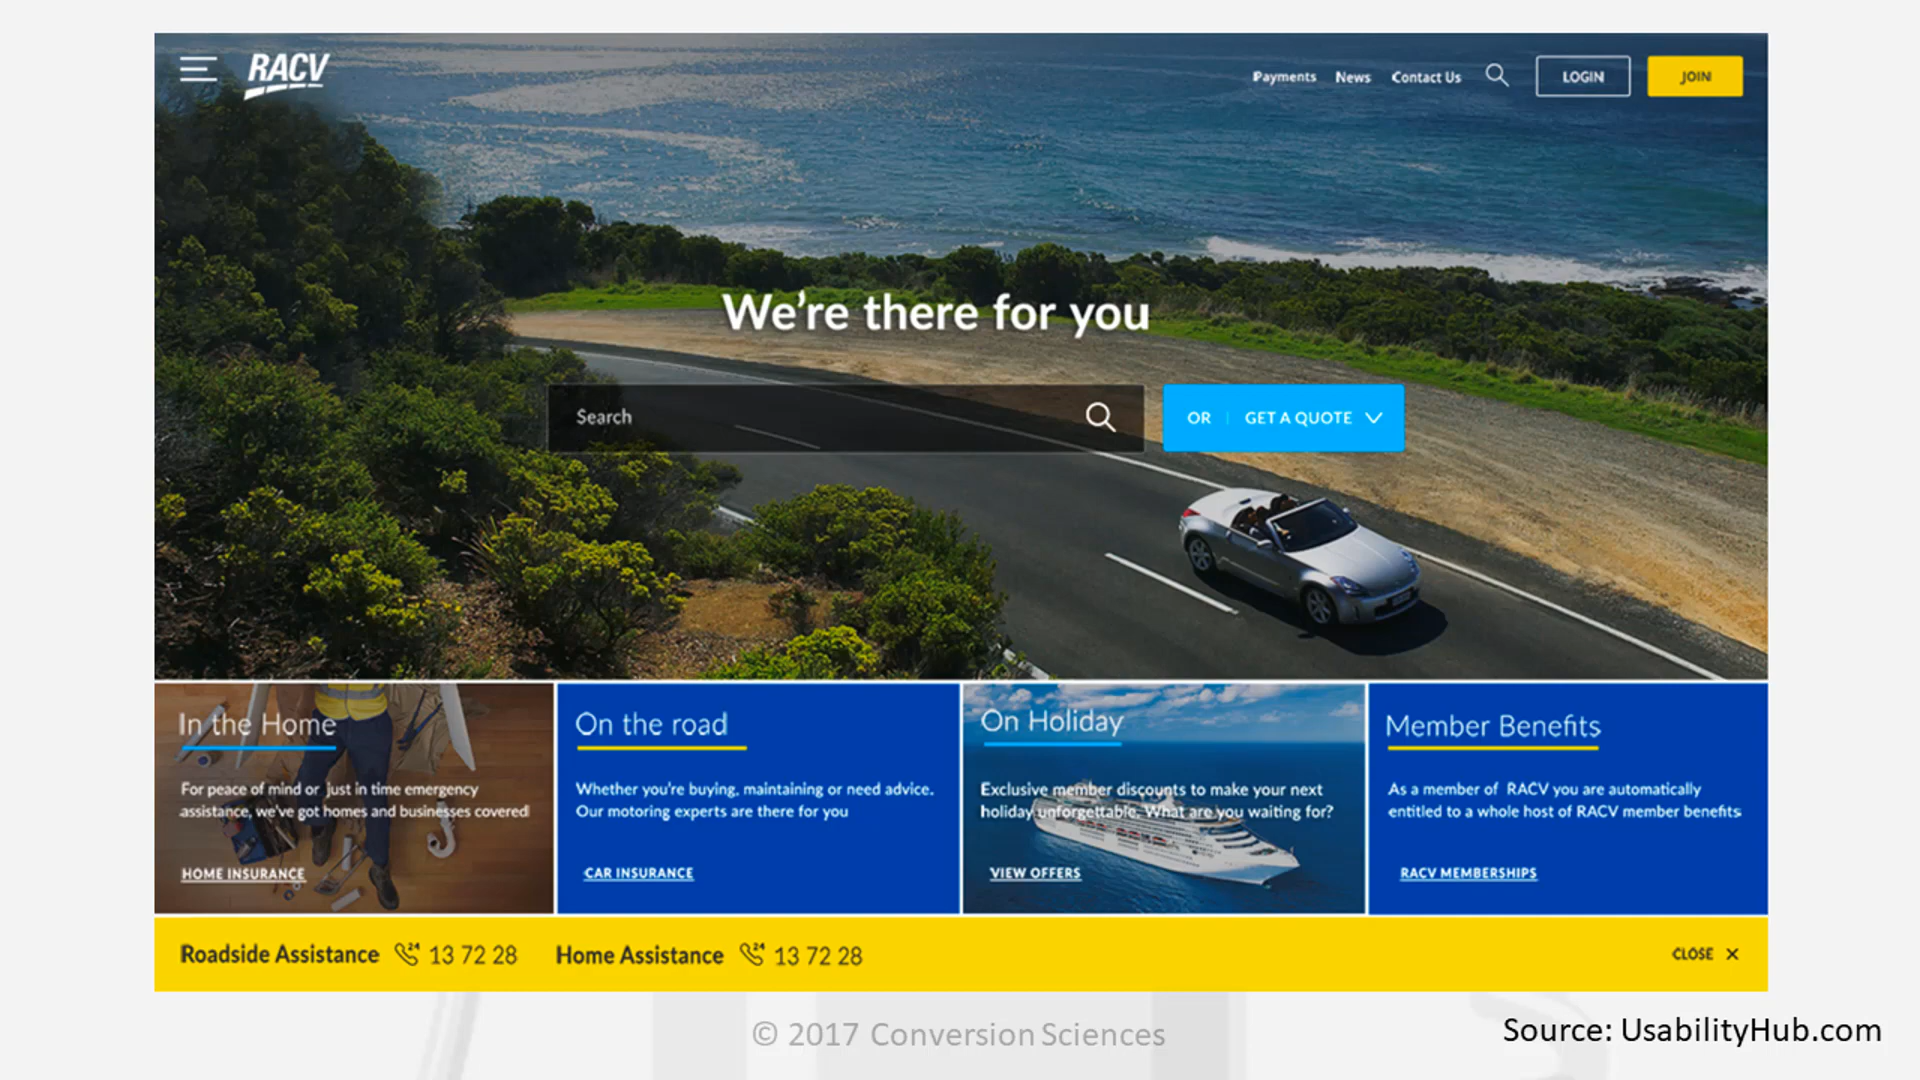 RACV
Payments
News
Contact Us
LOGIN
JOIN
We're there for you
Search
OR | GET A QUOTE
In the Home
For peace of mind or just in time emergency
assistance, we've got homes and businesses covered
HOME INSURANCE
On the road
Whether you're buying, maintaining or need advice.
Our motoring experts are there for you
CAR INSURANCE
On Holiday
Exclusive member discounts to make your next
holiday unforgettable. What are you waiting for?
VIEW OFFERS
Member Benefits
As a member of RACV you are automatically
entitled to a whole host of RACV member benefits
RACV MEMBERSHIPS
Roadside Assistance 24 13 72 28
Home Assistance 24 13 72 28
CLOSE ×
© 2017 Conversion Sciences
Source: UsabilityHub.com